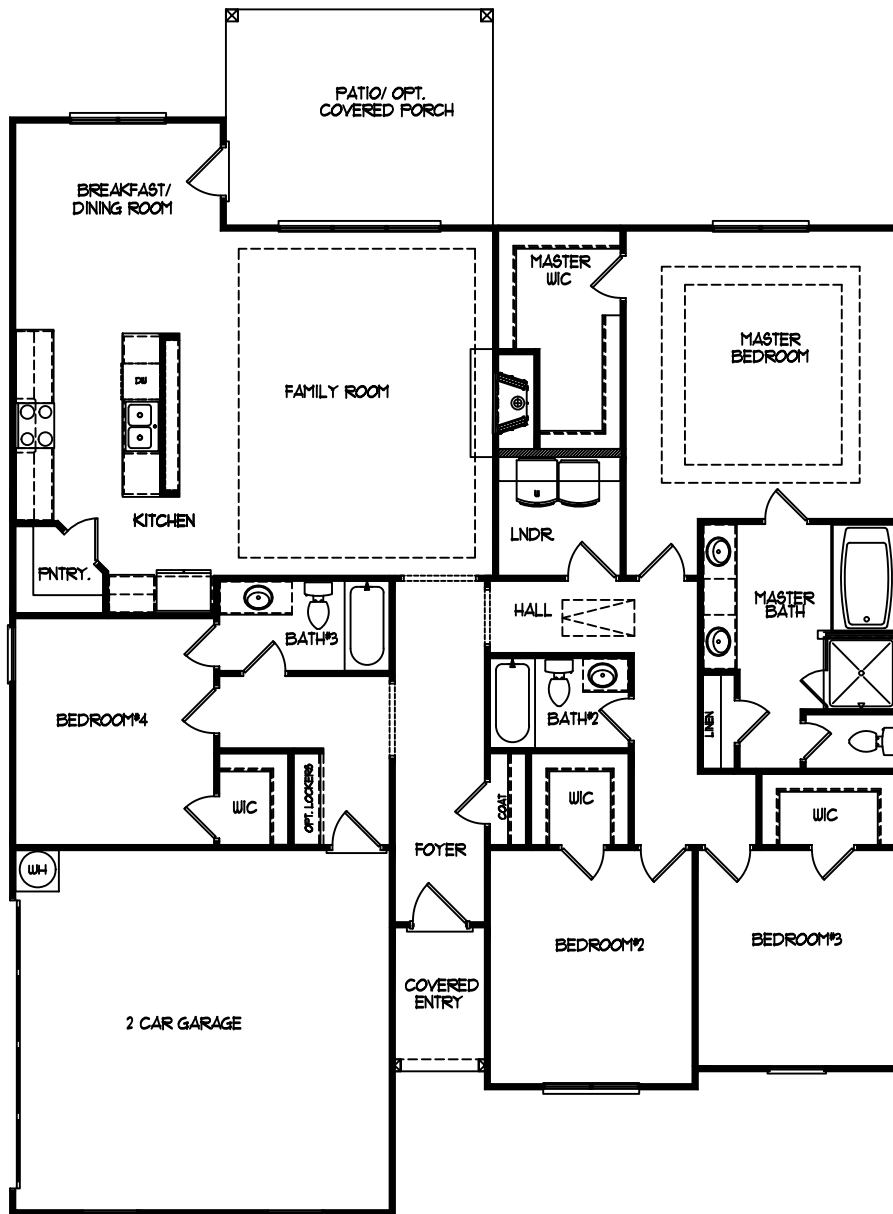 PATIO/ OPT.
COVERED PORCH
BREAKFAST/
DINING ROOM
MASTER
WIC
MASTER
BEDROOM
DW
FAMILY ROOM
KITCHEN
LNDR.
PNTRY.
MASTER
BATH
HALL
BATH#3
BEDROOM#4
BATH#2
LINEN
WIC
OPT. LOCKERS
COAT
WIC
WIC
FOYER
WH
BEDROOM#2
BEDROOM#3
COVERED
ENTRY
2 CAR GARAGE